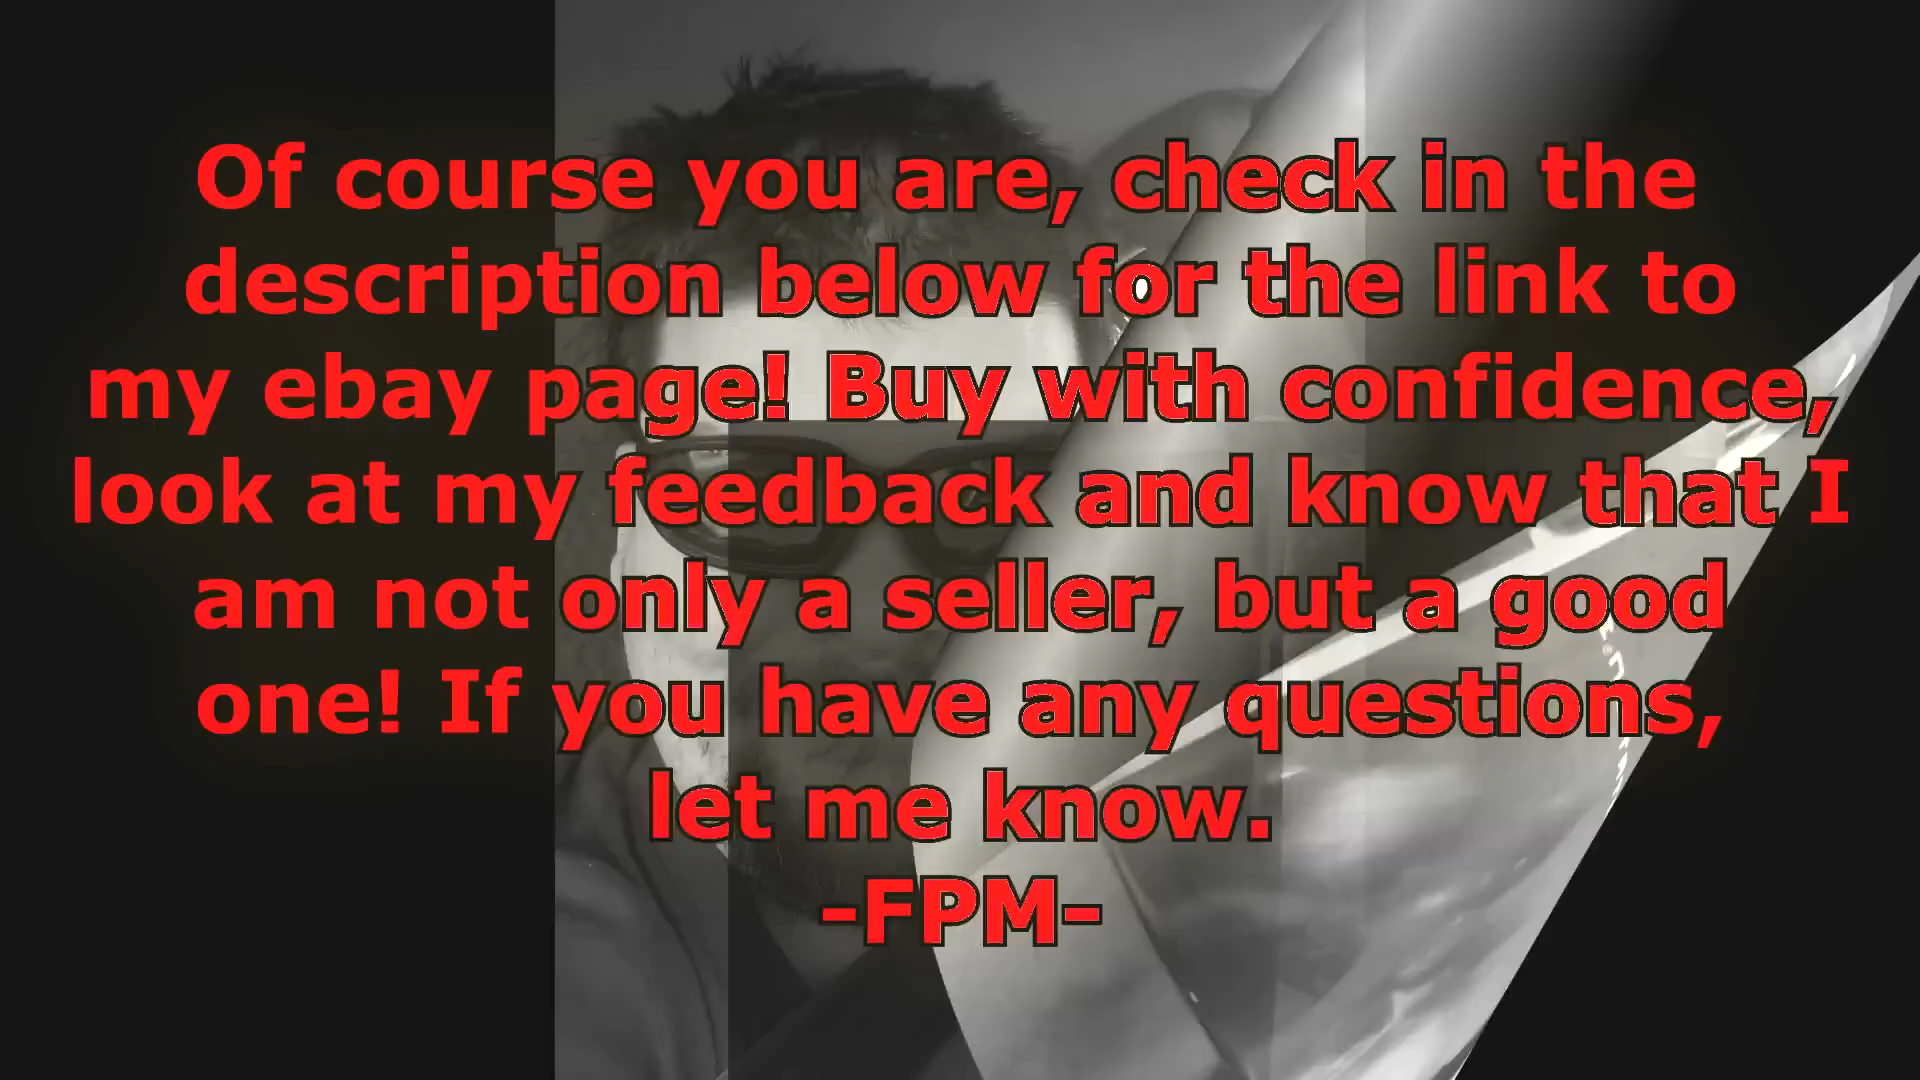 Of course you are, check in the
description below for the link to
my ebay page! Buy with confidence,
look at my feedback and know that I
am not only a seller, but a good
one! If you have any questions,
let me know.
-FPM-